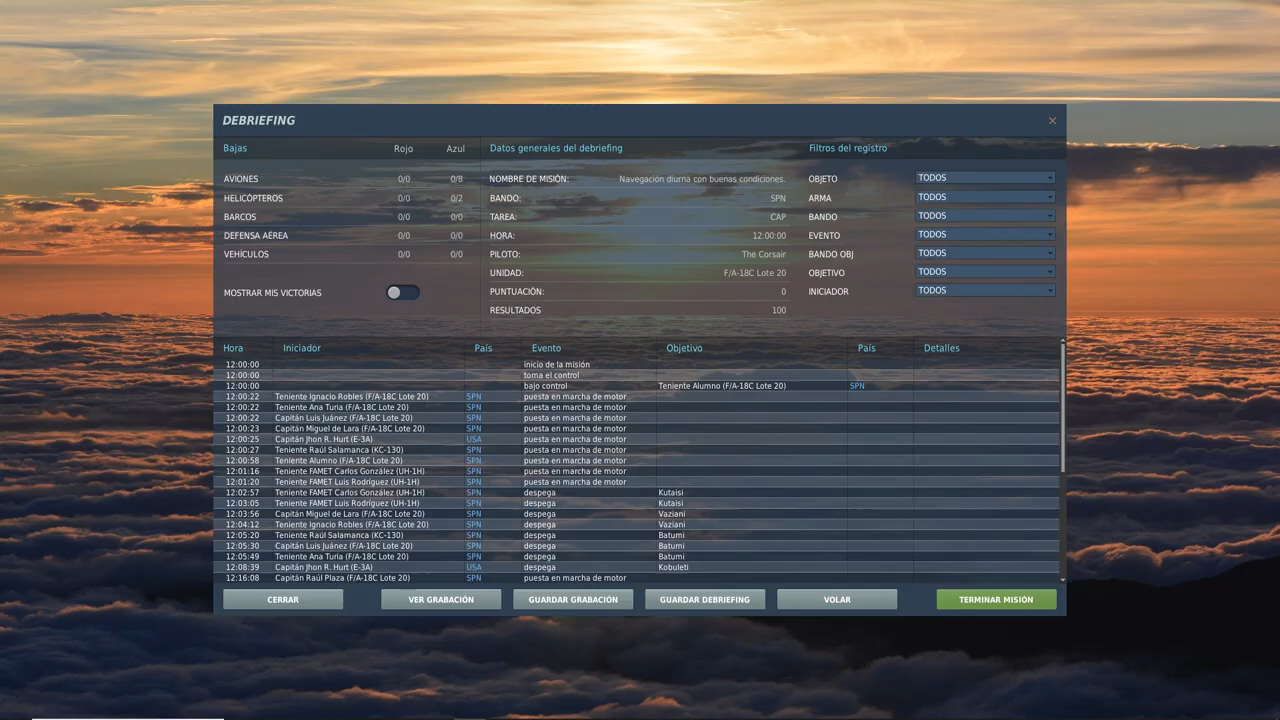 DEBRIEFING
Bajas Rojo Azul Datos generales del debriefing Filtros del registro
AVIONES 0/0 0/8 NOMBRE DE MISIÓN: Navegación diurna con buenas condiciones. OBJETO TODOS
HELICÓPTEROS 0/0 0/2 BANDO: SPN ARMA TODOS
BARCOS 0/0 0/0 TAREA: CAP BANDO TODOS
DEFENSA AÉREA 0/0 0/0 HORA: 12:00:00 EVENTO TODOS
VEHÍCULOS 0/0 0/0 PILOTO: The Corsair BANDO OBJ TODOS
UNIDAD: F/A-18C Lote 20 OBJETIVO TODOS
MOSTRAR MIS VICTORIAS PUNTUACIÓN: 0 INICIADOR TODOS
RESULTADOS 100
Hora Iniciador País Evento Objetivo País Detalles
12:00:00 inicio de la misión
12:00:00 toma el control
12:00:00 bajo control Teniente Alumno (F/A-18C Lote 20) SPN
12:00:22 Teniente Ignacio Robles (F/A-18C Lote 20) SPN puesta en marcha de motor
12:00:22 Teniente Ana Turia (F/A-18C Lote 20) SPN puesta en marcha de motor
12:00:22 Capitán Luis Juánez (F/A-18C Lote 20) SPN puesta en marcha de motor
12:00:23 Capitán Miguel de Lara (F/A-18C Lote 20) SPN puesta en marcha de motor
12:00:25 Capitán Jhon R. Hurt (E-3A) USA puesta en marcha de motor
12:00:27 Teniente Raúl Salamanca (KC-130) SPN puesta en marcha de motor
12:00:58 Teniente Alumno (F/A-18C Lote 20) SPN puesta en marcha de motor
12:01:16 Teniente FAMET Carlos González (UH-1H) SPN puesta en marcha de motor
12:01:20 Teniente FAMET Luis Rodríguez (UH-1H) SPN puesta en marcha de motor
12:02:57 Teniente FAMET Carlos González (UH-1H) SPN despega Kutaisi
12:03:05 Teniente FAMET Luis Rodríguez (UH-1H) SPN despega Kutaisi
12:03:56 Capitán Miguel de Lara (F/A-18C Lote 20) SPN despega Vaziani
12:04:12 Teniente Ignacio Robles (F/A-18C Lote 20) SPN despega Vaziani
12:05:20 Teniente Raúl Salamanca (KC-130) SPN despega Batumi
12:05:30 Capitán Luis Juánez (F/A-18C Lote 20) SPN despega Batumi
12:05:49 Teniente Ana Turia (F/A-18C Lote 20) SPN despega Batumi
12:08:39 Capitán Jhon R. Hurt (E-3A) USA despega Kobuleti
12:16:08 Capitán Raúl Plaza (F/A-18C Lote 20) SPN puesta en marcha de motor
CERRAR VER GRABACIÓN GUARDAR GRABACIÓN GUARDAR DEBRIEFING VOLAR TERMINAR MISIÓN